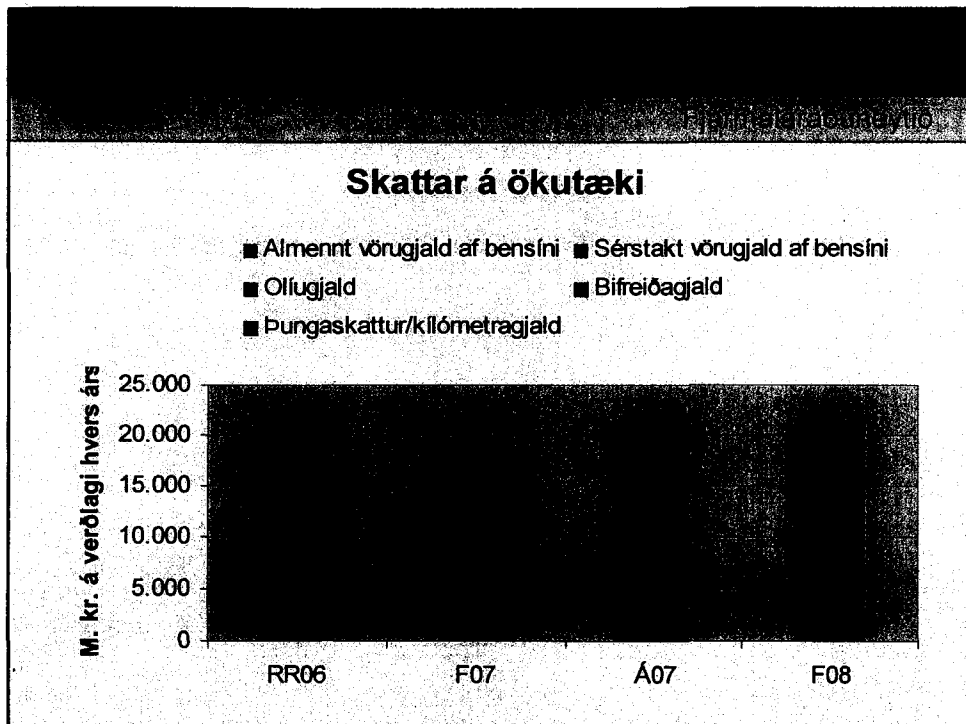 Fjármálaráðuneytið
Skattar á ökutæki
Almennt vörugjald af bensíni Sérstakt vörugjald af bensíni
Olíugjald Bifreiðagjald
Þungaskattur/kílómetragjald
M. kr. á verðlagi hvers árs
25.000
20.000
15.000
10.000
5.000
0
RR06 F07 Á07 F08